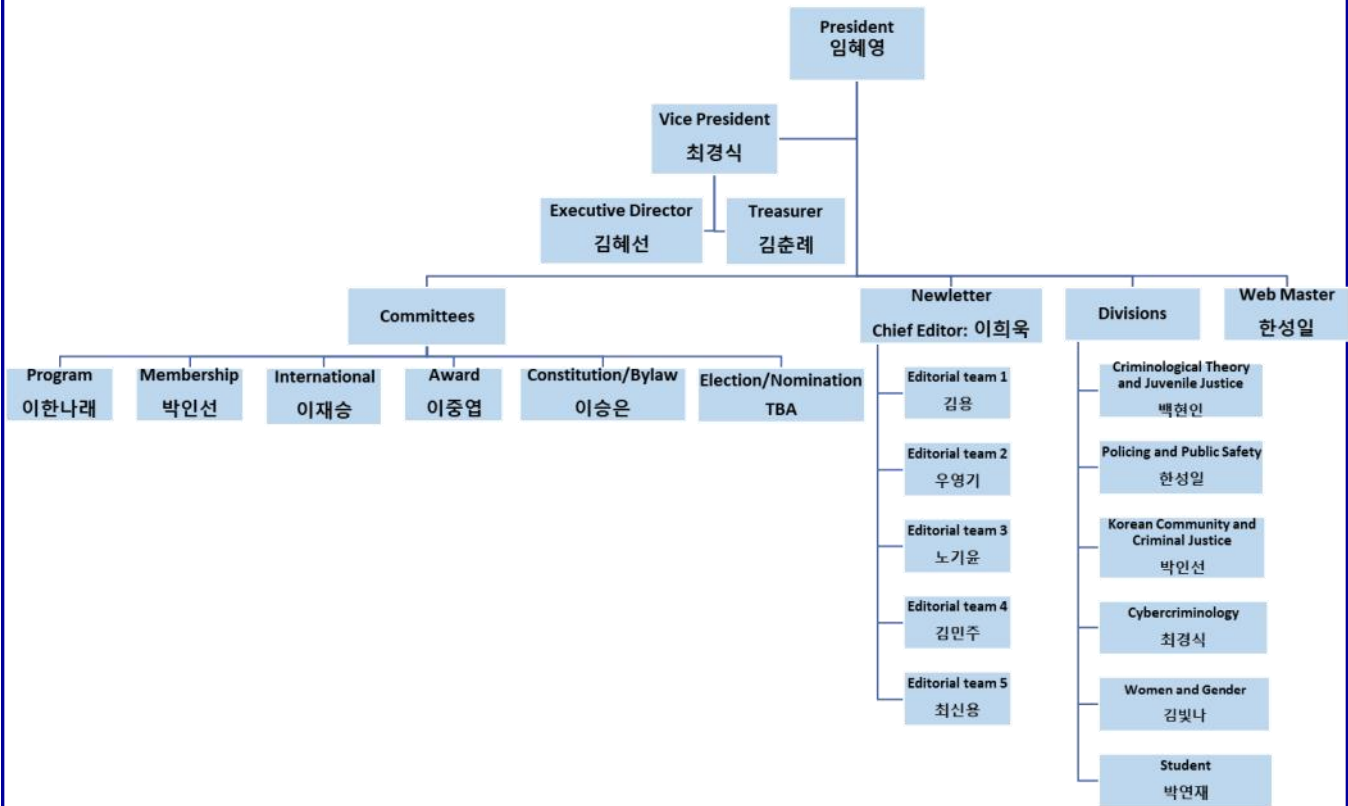 President
임혜영
Vice President
최경식
Executive Director
김혜선
Treasurer
김춘례
Committees
Program
이한나래
Membership
박인선
International
이재승
Award
이중엽
Constitution/Bylaw
이승은
Election/Nomination
TBA
Newletter
Chief Editor: 이희욱
Editorial team 1
김용
Editorial team 2
우영기
Editorial team 3
노기윤
Editorial team 4
김민주
Editorial team 5
최신용
Divisions
Criminological Theory
and Juvenile Justice
백현인
Policing and Public Safety
한성일
Korean Community and
Criminal Justice
박인선
Cybercriminology
최경식
Women and Gender
김빛나
Student
박연재
Web Master
한성일